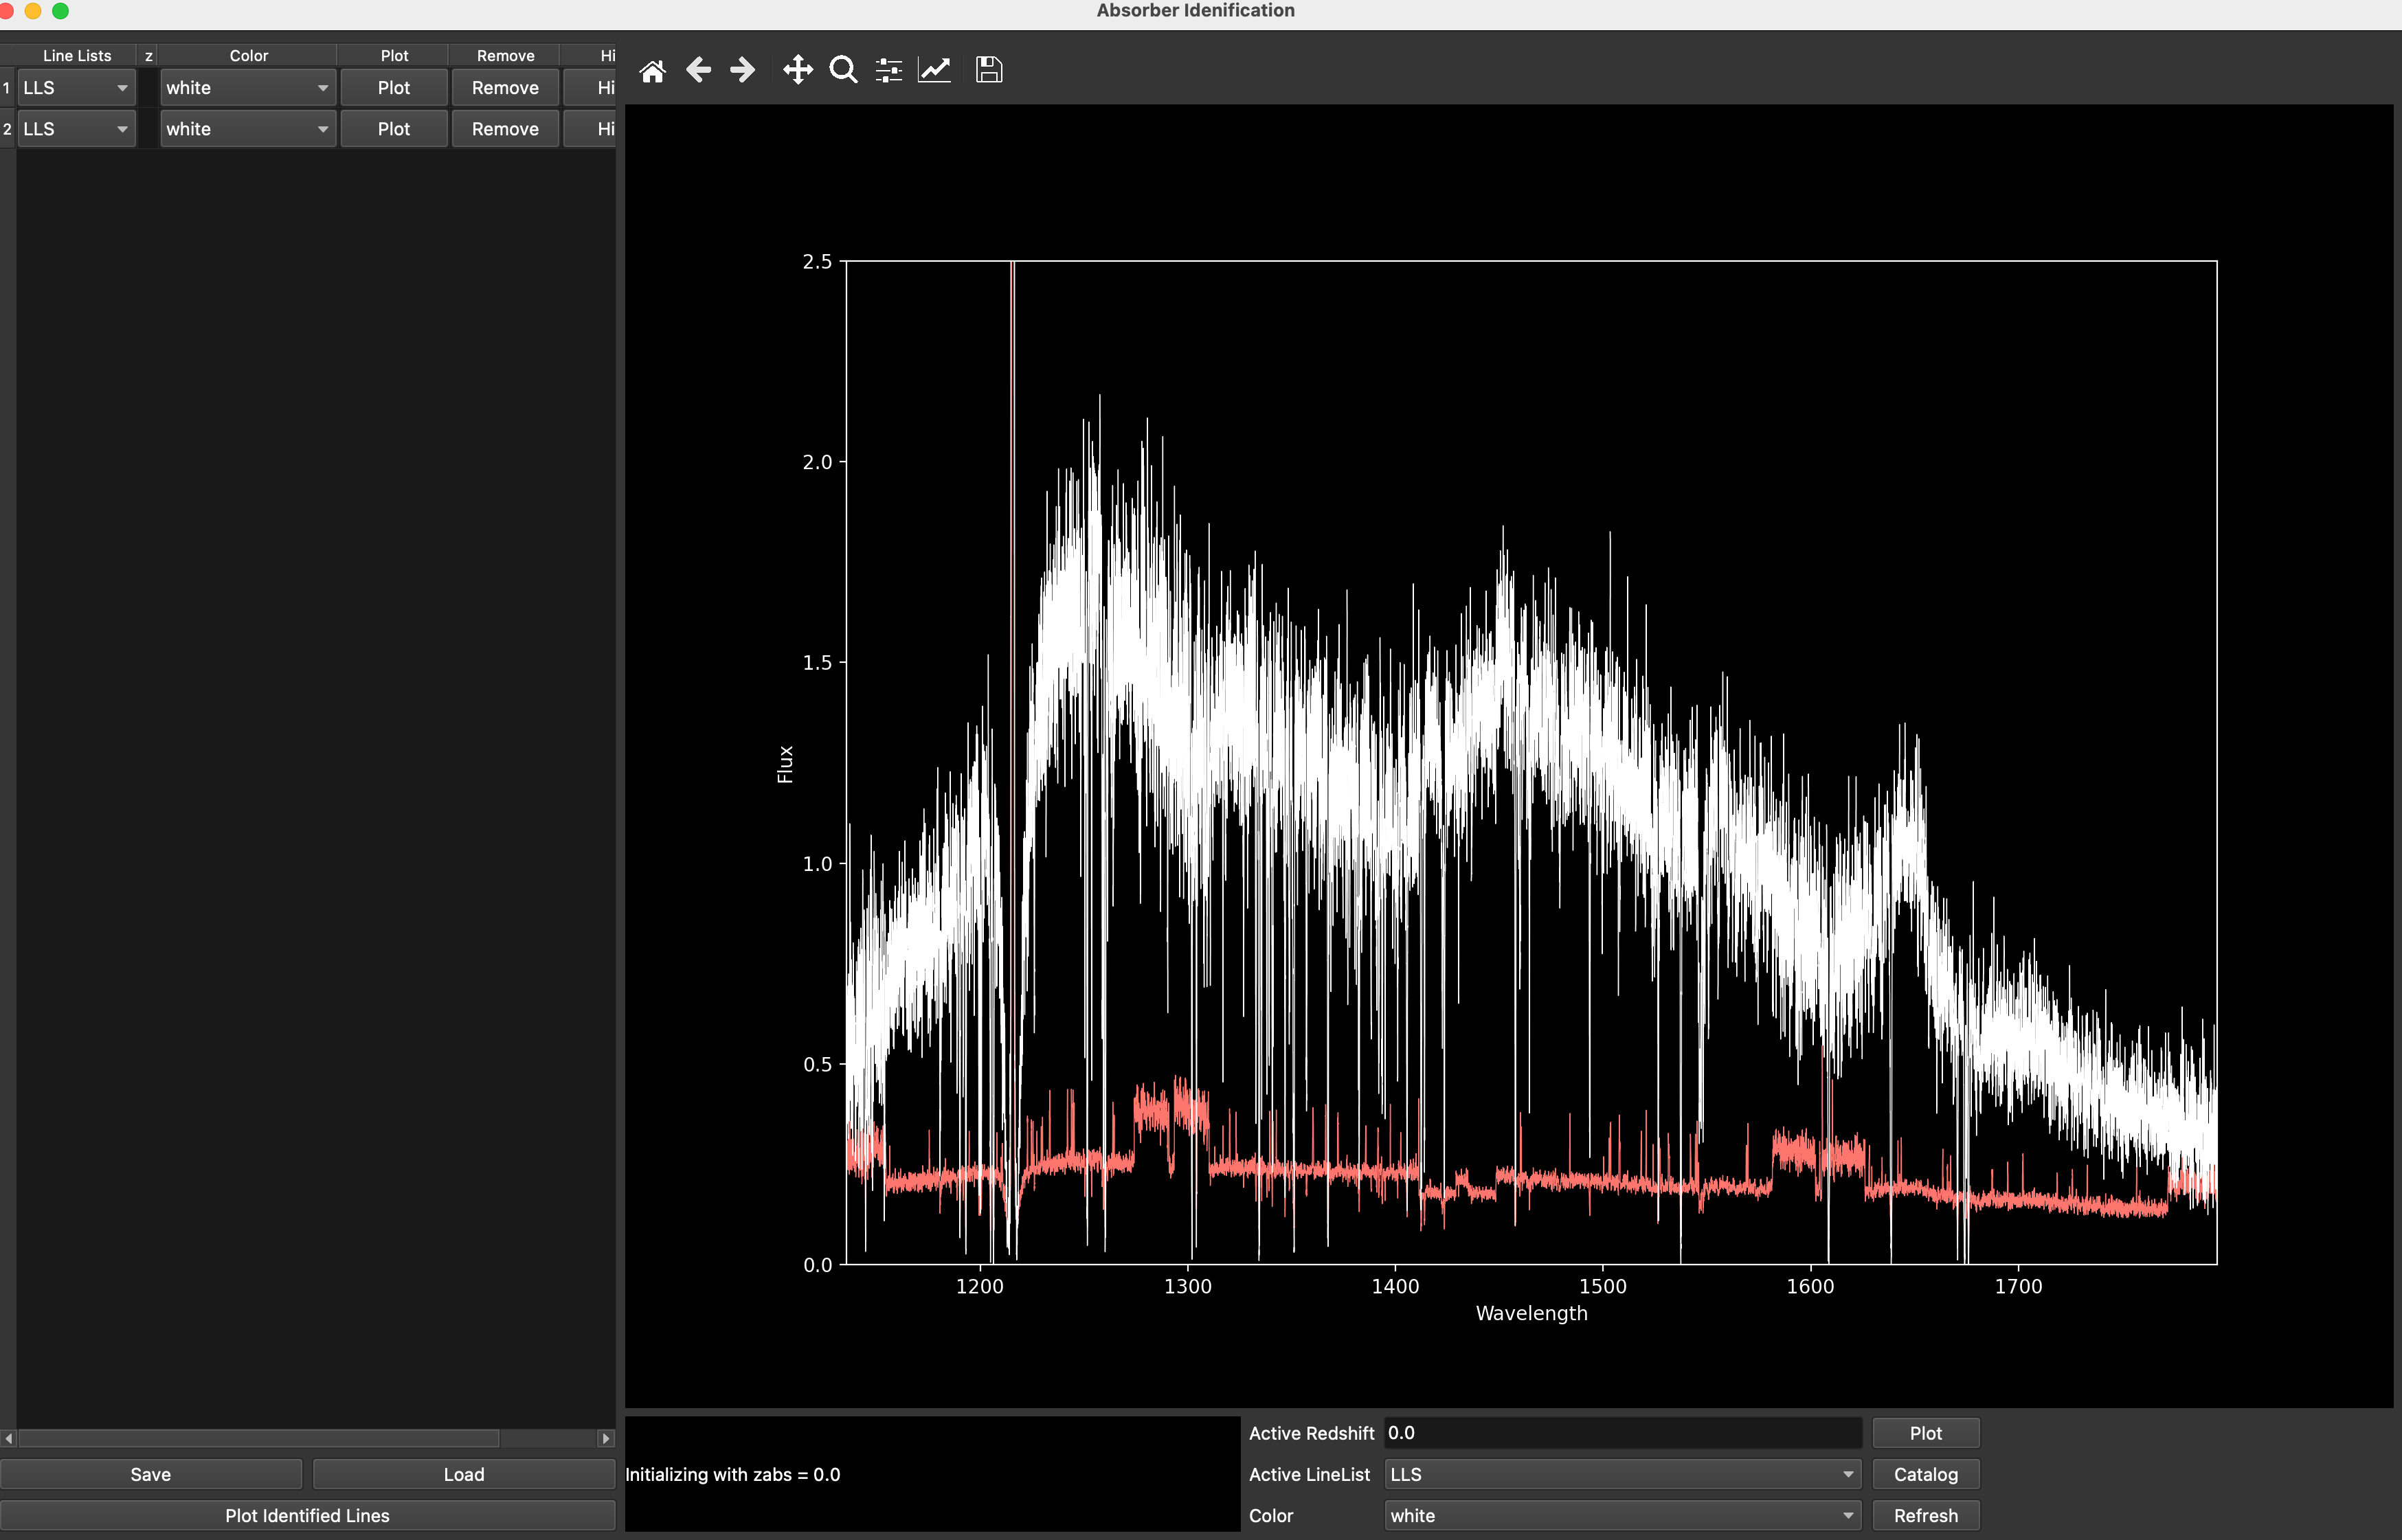 Absorber Idenification
Line Lists z Color Plot Remove Hi
1 LLS white Plot Remove Hi
2 LLS white Plot Remove Hi
2.5
2.0
1.5
1.0
0.5
0.0
Flux
1200 1300 1400 1500 1600 1700
Wavelength
Save Load
Plot Identified Lines
Initializing with zabs = 0.0
Active Redshift 0.0 Plot
Active LineList LLS Catalog
Color white Refresh